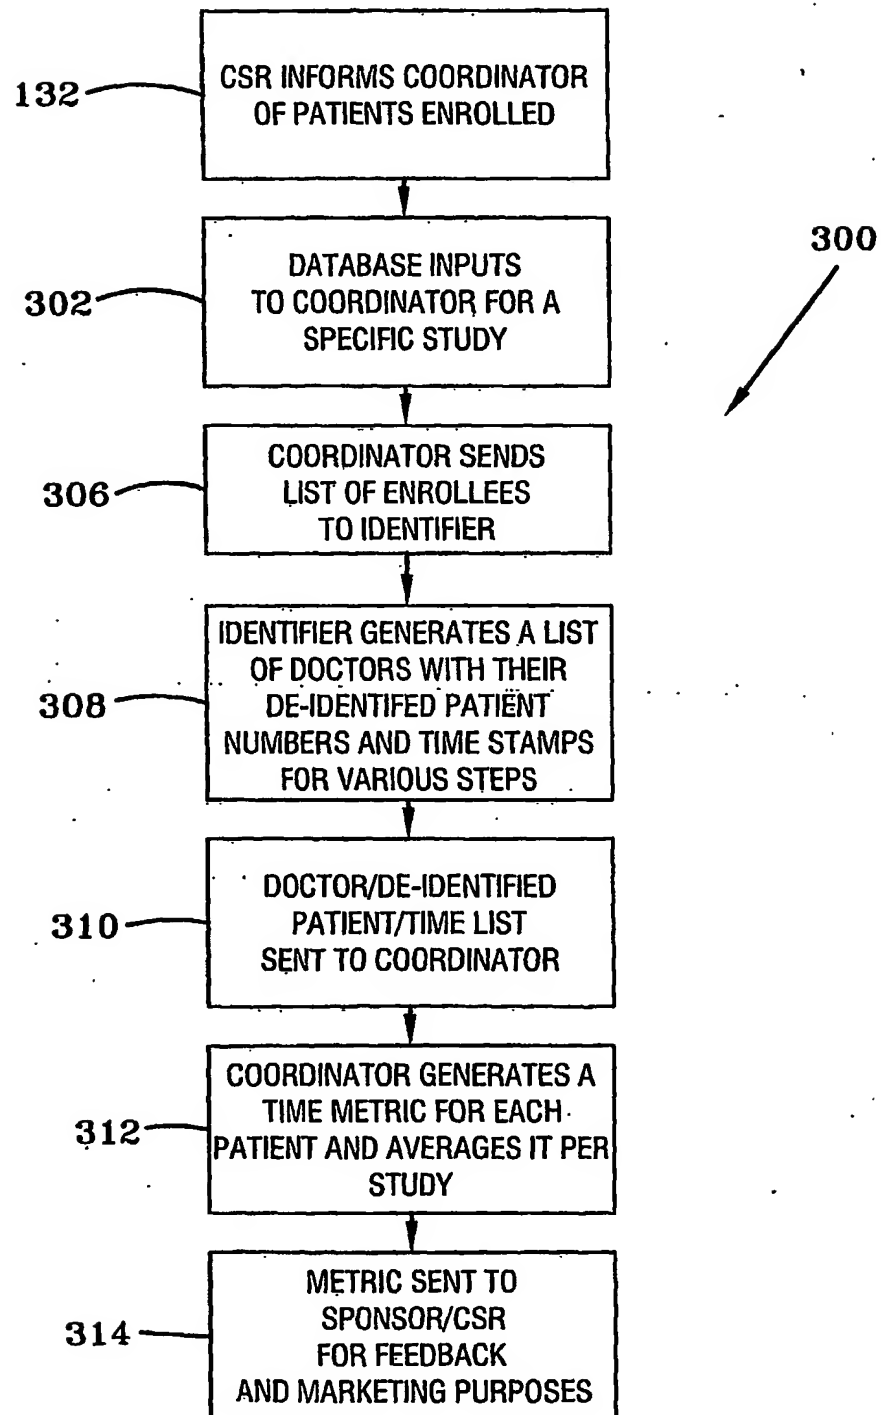 132
CSR INFORMS COORDINATOR
OF PATIENTS ENROLLED
300
302
DATABASE INPUTS
TO COORDINATOR FOR A
SPECIFIC STUDY
306
COORDINATOR SENDS
LIST OF ENROLLEES
TO IDENTIFIER
308
IDENTIFIER GENERATES A LIST
OF DOCTORS WITH THEIR
DE-IDENTIFED PATIENT
NUMBERS AND TIME STAMPS
FOR VARIOUS STEPS
310
DOCTOR/DE-IDENTIFIED
PATIENT/TIME LIST
SENT TO COORDINATOR
312
COORDINATOR GENERATES A
TIME METRIC FOR EACH
PATIENT AND AVERAGES IT PER
STUDY
314
METRIC SENT TO
SPONSOR/CSR
FOR FEEDBACK
AND MARKETING PURPOSES